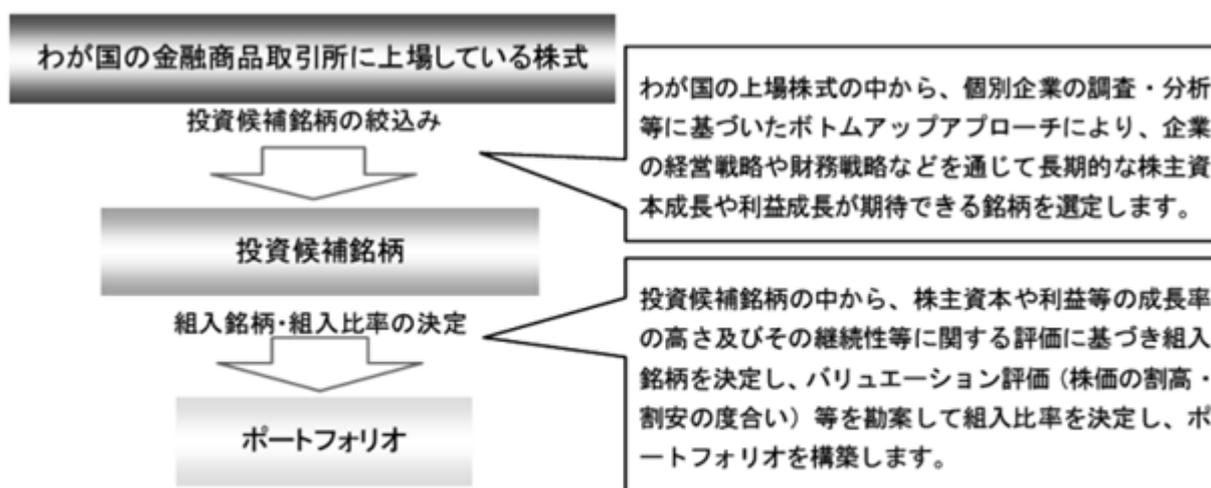 わが国の金融商品取引所に上場している株式
投資候補銘柄の絞込み
わが国の上場株式の中から、個別企業の調査・分析
等に基づいたボトムアップアプローチにより、企業
の経営戦略や財務戦略などを通じて長期的な株主資
本成長や利益成長が期待できる銘柄を選定します。
投資候補銘柄
組入銘柄・組入比率の決定
投資候補銘柄の中から、株主資本や利益等の成長率
の高さ及びその継続性等に関する評価に基づき組入
銘柄を決定し、バリュエーション評価（株価の割高・
割安の度合い）等を勘案して組入比率を決定し、ポ
ートフォリオを構築します。
ポートフォリオ